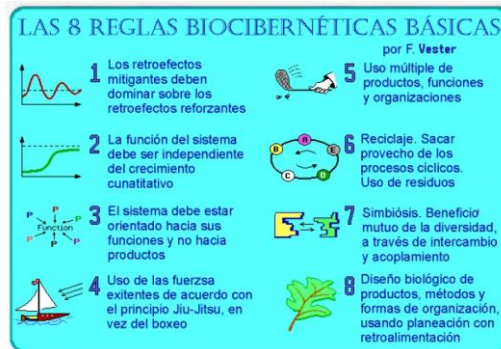 LAS 8 REGLAS BIOCIBERNÉTICAS BÁSICAS
por F. Vester
1
Los retroefectos
mitigantes deben
dominar sobre los
retroefectos reforzantes
2
La función del sistema
debe ser independiente
del crecimiento
cunatitativo
P P P
Function
P P P
3
El sistema debe estar
orientado hacia sus
funciones y no hacia
productos
4
Uso de las fuerzsa
exitentes de acuerdo con
el principio Jiu-Jitsu, en
vez del boxeo
5
Uso múltiple de
productos, funciones
y organizaciones
A
B E
C D
6
Reciclaje. Sacar
provecho de los
procesos cíclicos.
Uso de residuos
7
Simbiósis. Beneficio
mutuo de la diversidad,
a través de intercambio
y acoplamiento
8
Diseño biológico de
productos, métodos y
formas de organización,
usando planeación con
retroalimentación